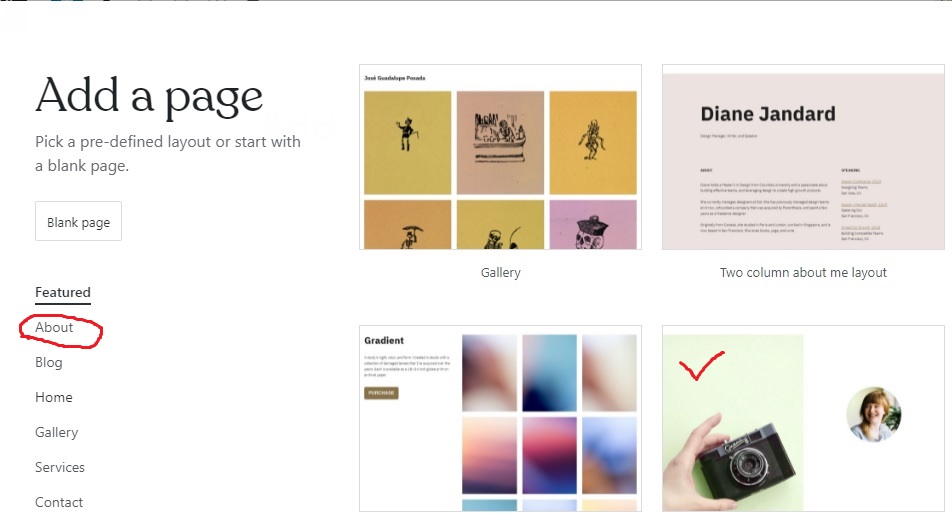 Add a page
Pick a pre-defined layout or start with
a blank page.
Blank page
Featured
About
Blog
Home
Gallery
Services
Contact
José Guadalupe Posada
Gallery
Diane Jandard
Design Manager, Writer, and Speaker
ABOUT
SPEAKING
Two column about me layout
Gradient
PURCHASE